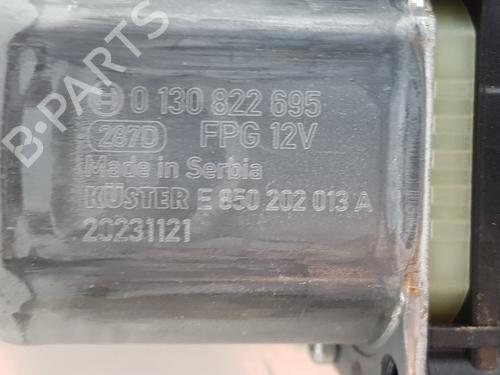 B-PARTS
0 130 822 695
287D FPG 12V
Made in Serbia
KÜSTER E 850 202 013 A
20231121